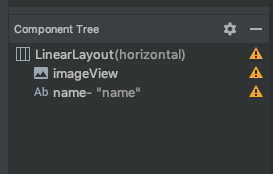 Component Tree
LinearLayout(horizontal)
imageView
Ab name- "name"